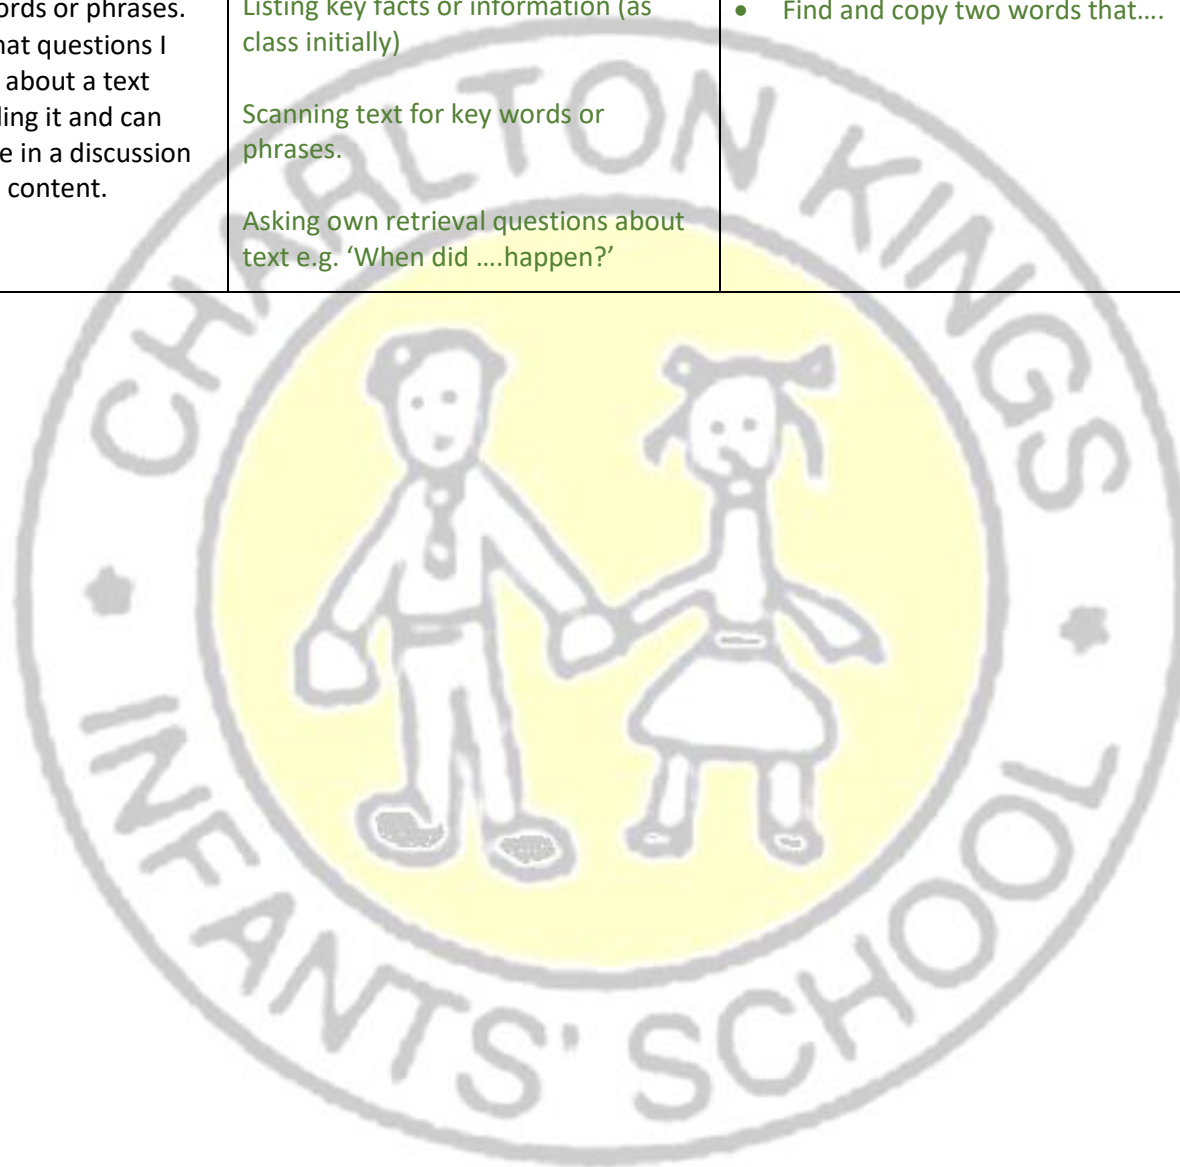 ords or phrases.
hat questions I
about a text
ling it and can
e in a discussion
content.
Listing key facts or information (as
class initially)
Scanning text for key words or
phrases.
Asking own retrieval questions about
text e.g. ‘When did ….happen?’
• Find and copy two words that….
CHARLTON KINGS
INFANTS' SCHOOL